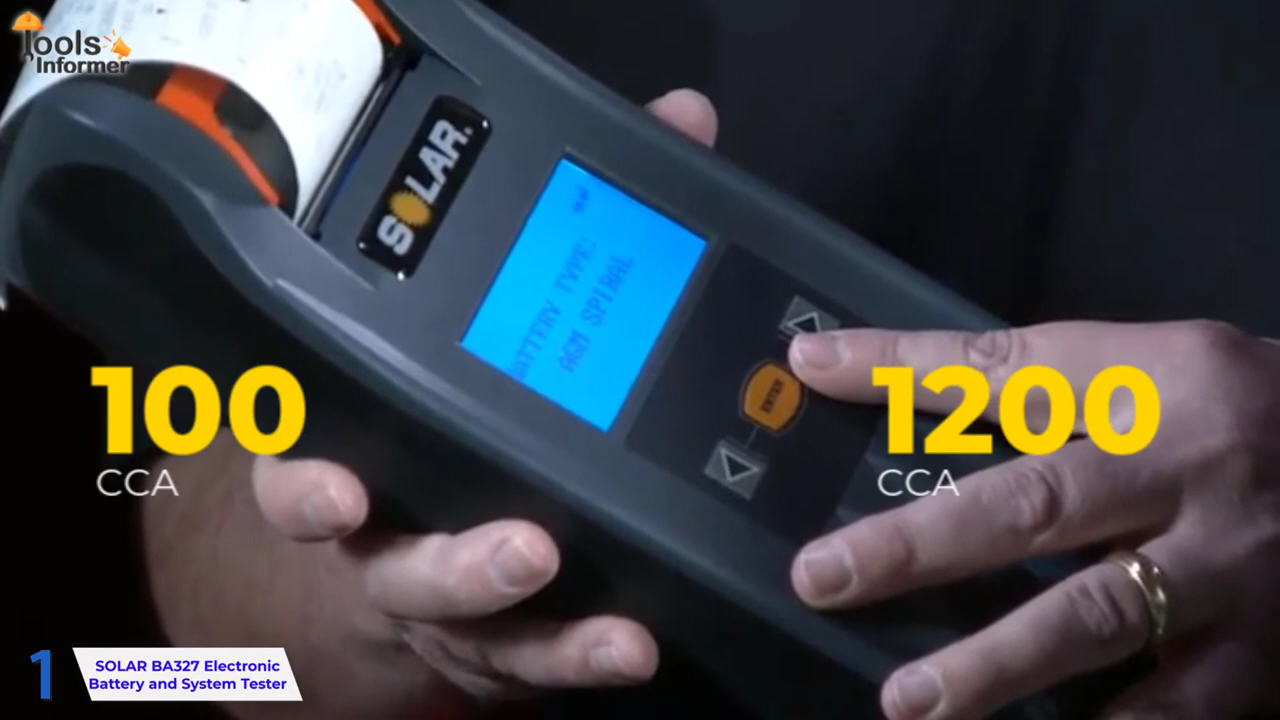 Tools
Informer
SOLAR®
BATTERY TYPE:
AGM SPIRAL
ENTER
100
CCA
1200
CCA
1
SOLAR BA327 Electronic
Battery and System Tester